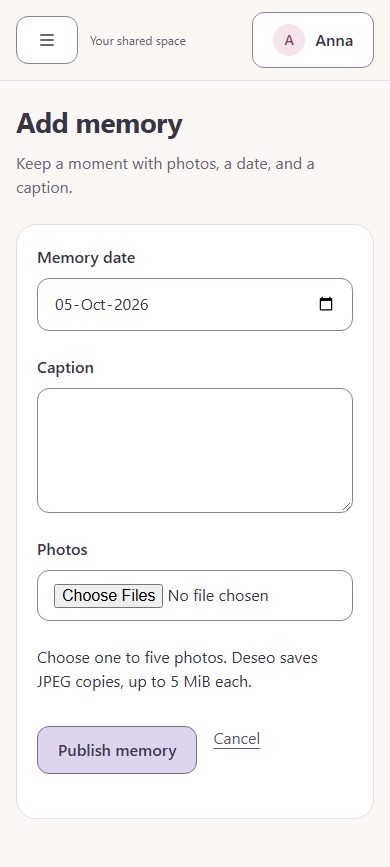 Your shared space
A
Anna
Add memory
Keep a moment with photos, a date, and a
caption.
Memory date
05-Oct-2026
Caption
Photos
Choose Files No file chosen
Choose one to five photos. Deseo saves
JPEG copies, up to 5 MiB each.
Publish memory
Cancel